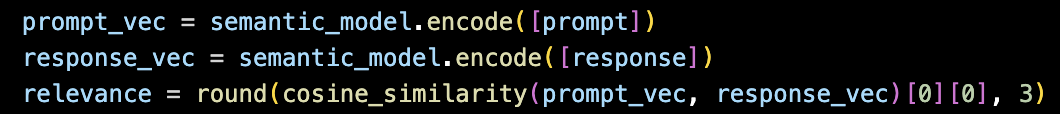 prompt_vec = semantic_model.encode([prompt])
response_vec = semantic_model.encode([response])
relevance = round(cosine_similarity(prompt_vec, response_vec)[0][0], 3)